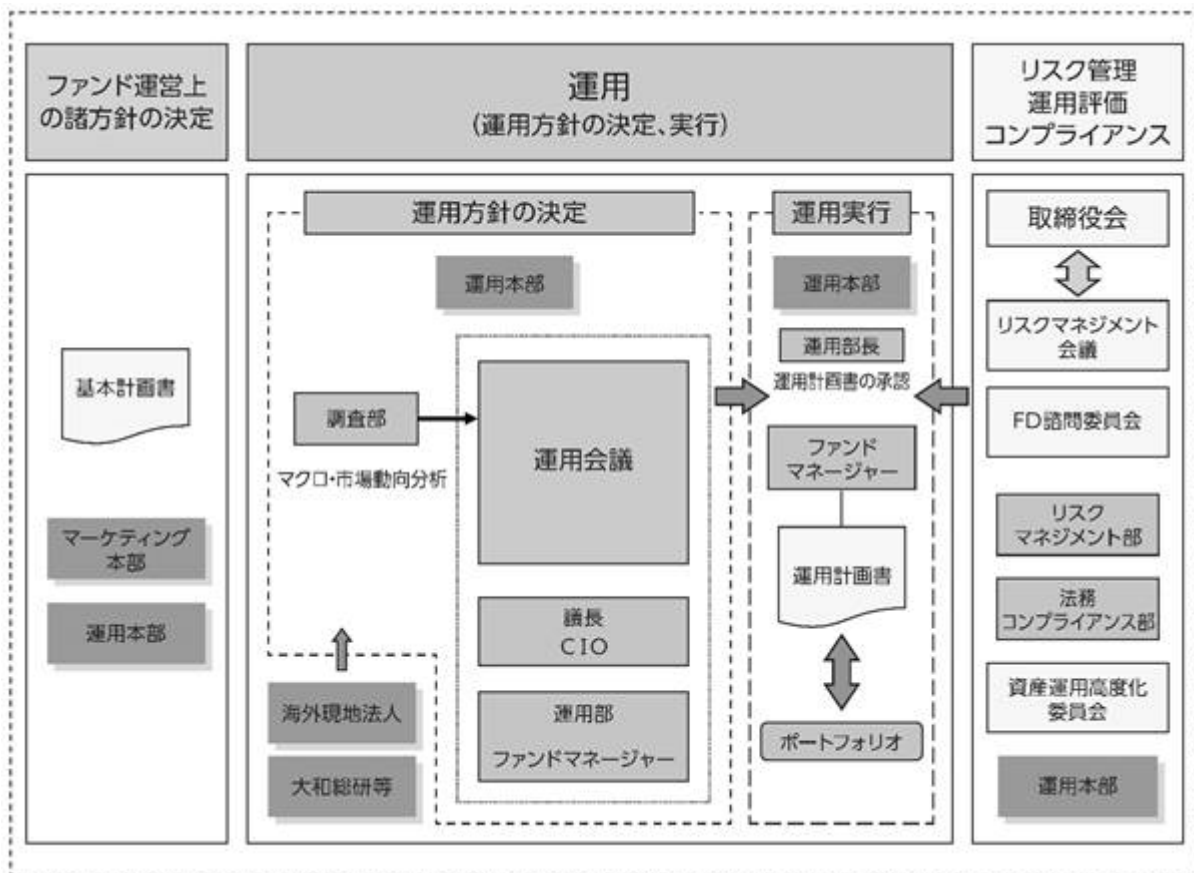 ファンド運営上
の諸方針の決定
運用
(運用方針の決定、実行)
リスク管理
運用評価
コンプライアンス
基本計画書
マーケティング
本部
運用本部
運用方針の決定
運用本部
調査部
マクロ・市場動向分析
運用会議
議長
CIO
運用部
ファンドマネージャー
海外現地法人
大和総研等
運用実行
運用本部
運用部長
運用計画書の承認
ファンド
マネージャー
運用計画書
ポートフォリオ
取締役会
リスクマネジメント
会議
FD諮問委員会
リスク
マネジメント部
法務
コンプライアンス部
資産運用高度化
委員会
運用本部